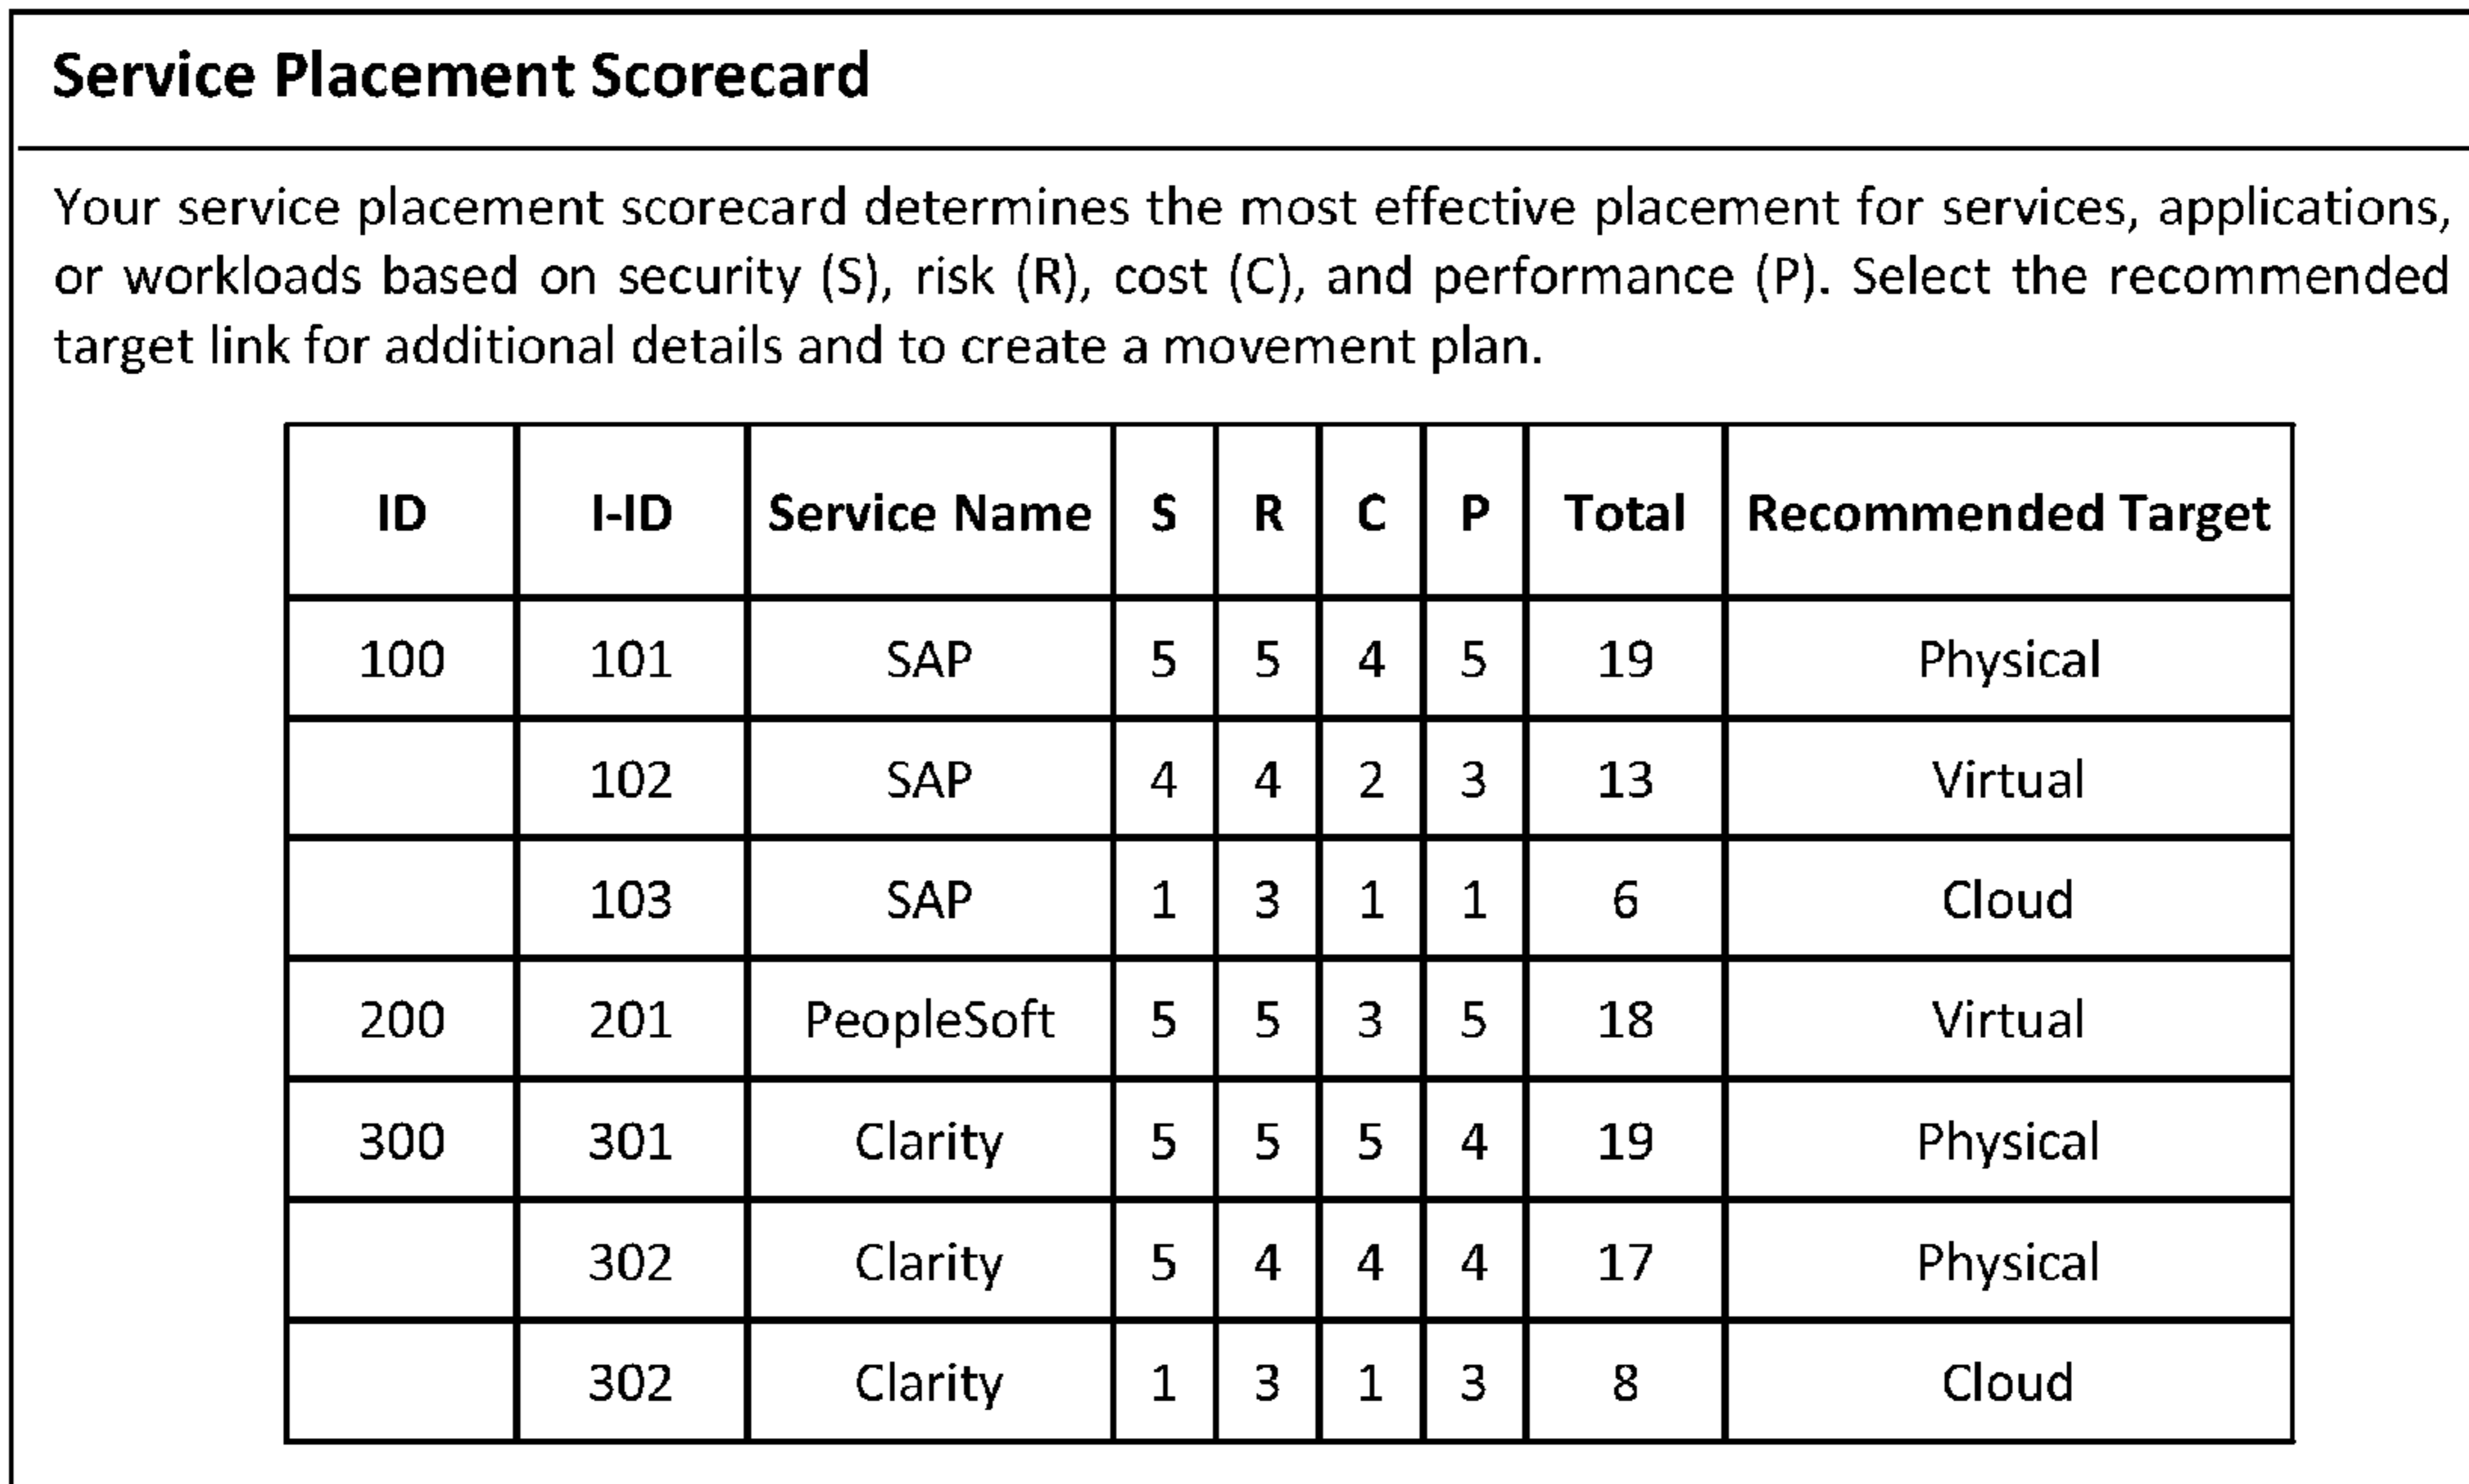 Service Placement Scorecard
Your service placement scorecard determines the most effective placement for services, applications,
or workloads based on security (S), risk (R), cost (C), and performance (P). Select the recommended
target link for additional details and to create a movement plan.
ID I-ID Service Name S R C P Total Recommended Target
100 101 SAP 5 5 4 5 19 Physical
102 SAP 4 4 2 3 13 Virtual
103 SAP 1 3 1 1 6 Cloud
200 201 PeopleSoft 5 5 3 5 18 Virtual
300 301 Clarity 5 5 5 4 19 Physical
302 Clarity 5 4 4 4 17 Physical
302 Clarity 1 3 1 3 8 Cloud